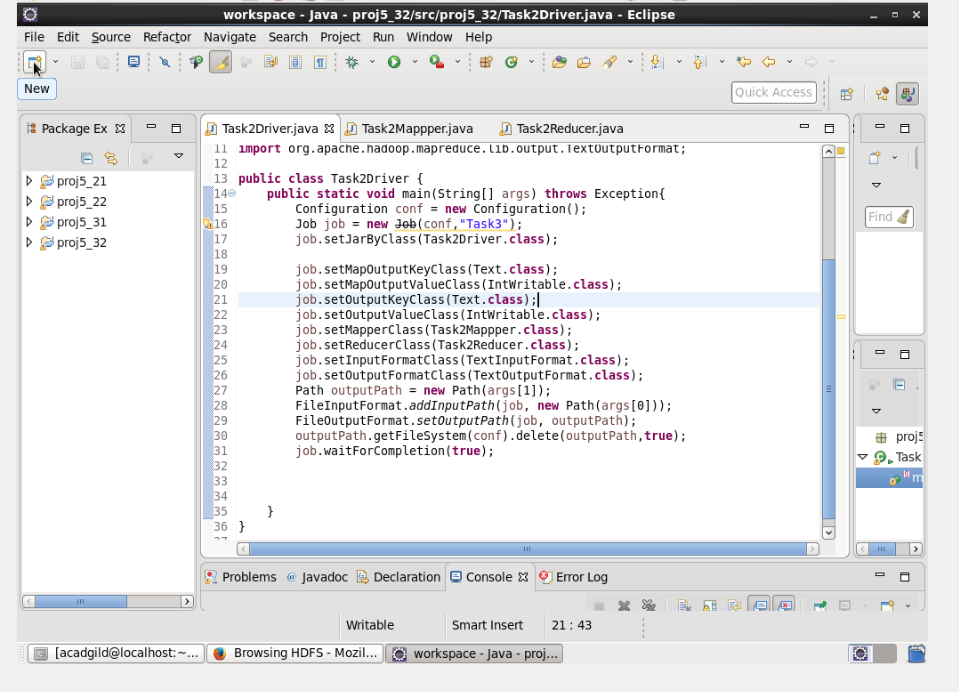 workspace - Java - proj5_32/src/proj5_32/Task2Driver.java - Eclipse
File Edit Source Refactor Navigate Search Project Run Window Help
New
Quick Access
Package Ex
Task2Driver.java
Task2Mappper.java
Task2Reducer.java
proj5_21
proj5_22
proj5_31
proj5_32
11 import org.apache.hadoop.mapreduce.lib.output.TextOutputFormat;
12
13 public class Task2Driver {
14 public static void main(String[] args) throws Exception{
15 Configuration conf = new Configuration();
16 Job job = new Job(conf,"Task3");
17 job.setJarByClass(Task2Driver.class);
18
19 job.setMapOutputKeyClass(Text.class);
20 job.setMapOutputValueClass(IntWritable.class);
21 job.setOutputKeyClass(Text.class);
22 job.setOutputValueClass(IntWritable.class);
23 job.setMapperClass(Task2Mappper.class);
24 job.setReducerClass(Task2Reducer.class);
25 job.setInputFormatClass(TextInputFormat.class);
26 job.setOutputFormatClass(TextOutputFormat.class);
27 Path outputPath = new Path(args[1]);
28 FileInputFormat.addInputPath(job, new Path(args[0]));
29 FileOutputFormat.setOutputPath(job, outputPath);
30 outputPath.getFileSystem(conf).delete(outputPath,true);
31 job.waitForCompletion(true);
32
33
34
35 }
36 }
Find
proj5
Task
m
Problems @ Javadoc Declaration Console Error Log
Writable Smart Insert 21 : 43
[acadgild@localhost:~... Browsing HDFS - Mozil... workspace - Java - proj...